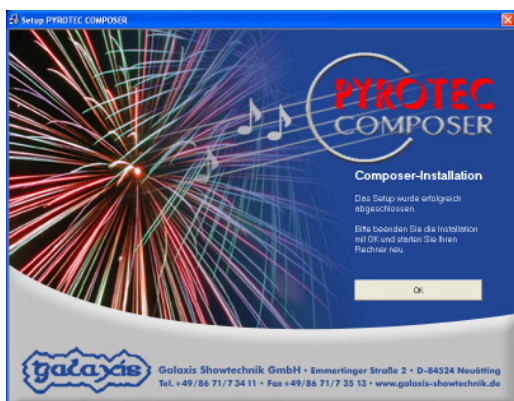 Setup PYROTEC COMPOSER
PYROTEC
COMPOSER
Composer-Installation
Das Setup wurde erfolgreich
abgeschlossen.
Bitte beenden Sie die Installation
mit OK und starten Sie Ihren
Rechner neu.
OK
galaxis
Galaxis Showtechnik GmbH • Emmertinger Straße 2 • D-84524 Neuötting
Tel. +49/86 71/7 34 11 • Fax +49/86 71/7 35 13 • www.galaxis-showtechnik.de